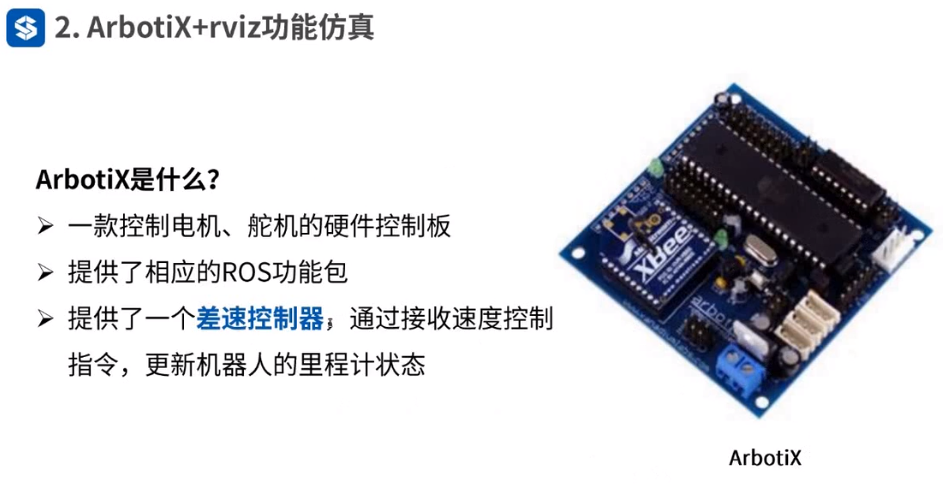 2. ArbotiX+rviz功能仿真
ArbotiX是什么？
➢ 一款控制电机、舵机的硬件控制板
➢ 提供了相应的ROS功能包
➢ 提供了一个差速控制器，通过接收速度控制
指令，更新机器人的里程计状态
XBee
arbotix
ArbotiX